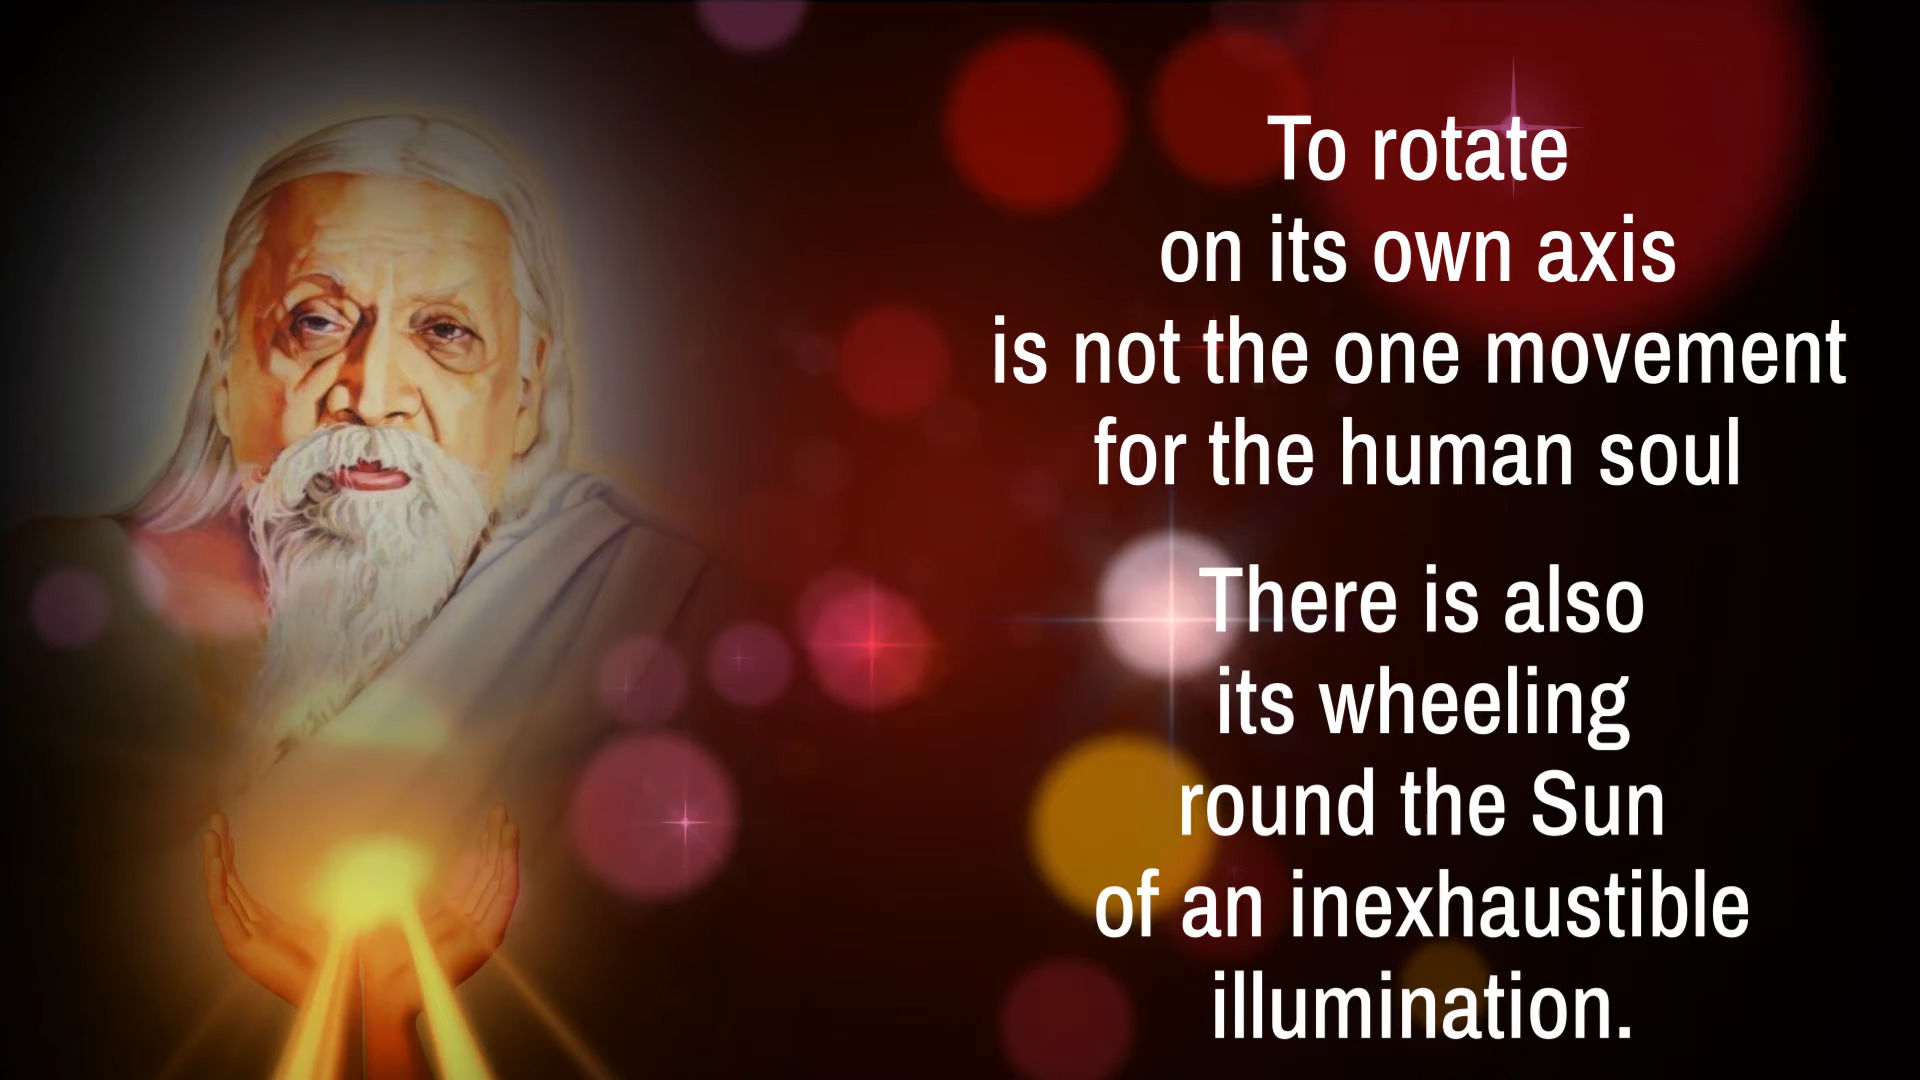 To rotate
on its own axis
is not the one movement
for the human soul
There is also
its wheeling
round the Sun
of an inexhaustible
illumination.